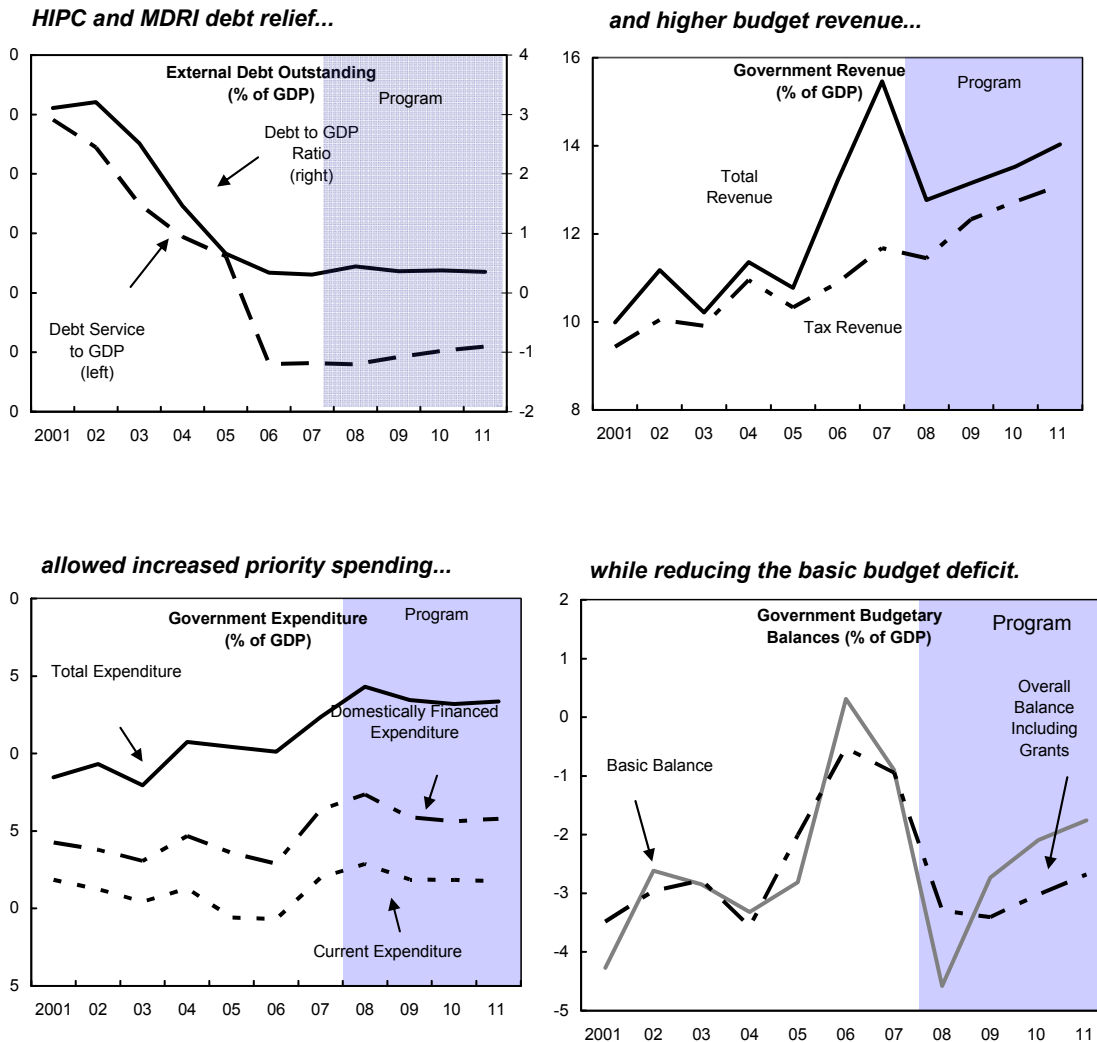 HIPC and MDRI debt relief...
External Debt Outstanding
(% of GDP)
Program
Debt to GDP
Ratio
(right)
Debt Service
to GDP
(left)
0
0
0
0
0
0
0
4
3
2
1
0
-1
-2
2001 02 03 04 05 06 07 08 09 10 11
and higher budget revenue...
Government Revenue
(% of GDP)
Program
Total
Revenue
Tax Revenue
16
14
12
10
8
2001 02 03 04 05 06 07 08 09 10 11
allowed increased priority spending...
Government Expenditure
(% of GDP)
Program
Total Expenditure
Domestically Financed
Expenditure
Current Expenditure
0
5
0
5
0
5
2001 02 03 04 05 06 07 08 09 10 11
while reducing the basic budget deficit.
Government Budgetary
Balances (% of GDP)
Program
Overall
Balance
Including
Grants
Basic Balance
2
0
-1
-2
-3
-4
-5
2001 02 03 04 05 06 07 08 09 10 11